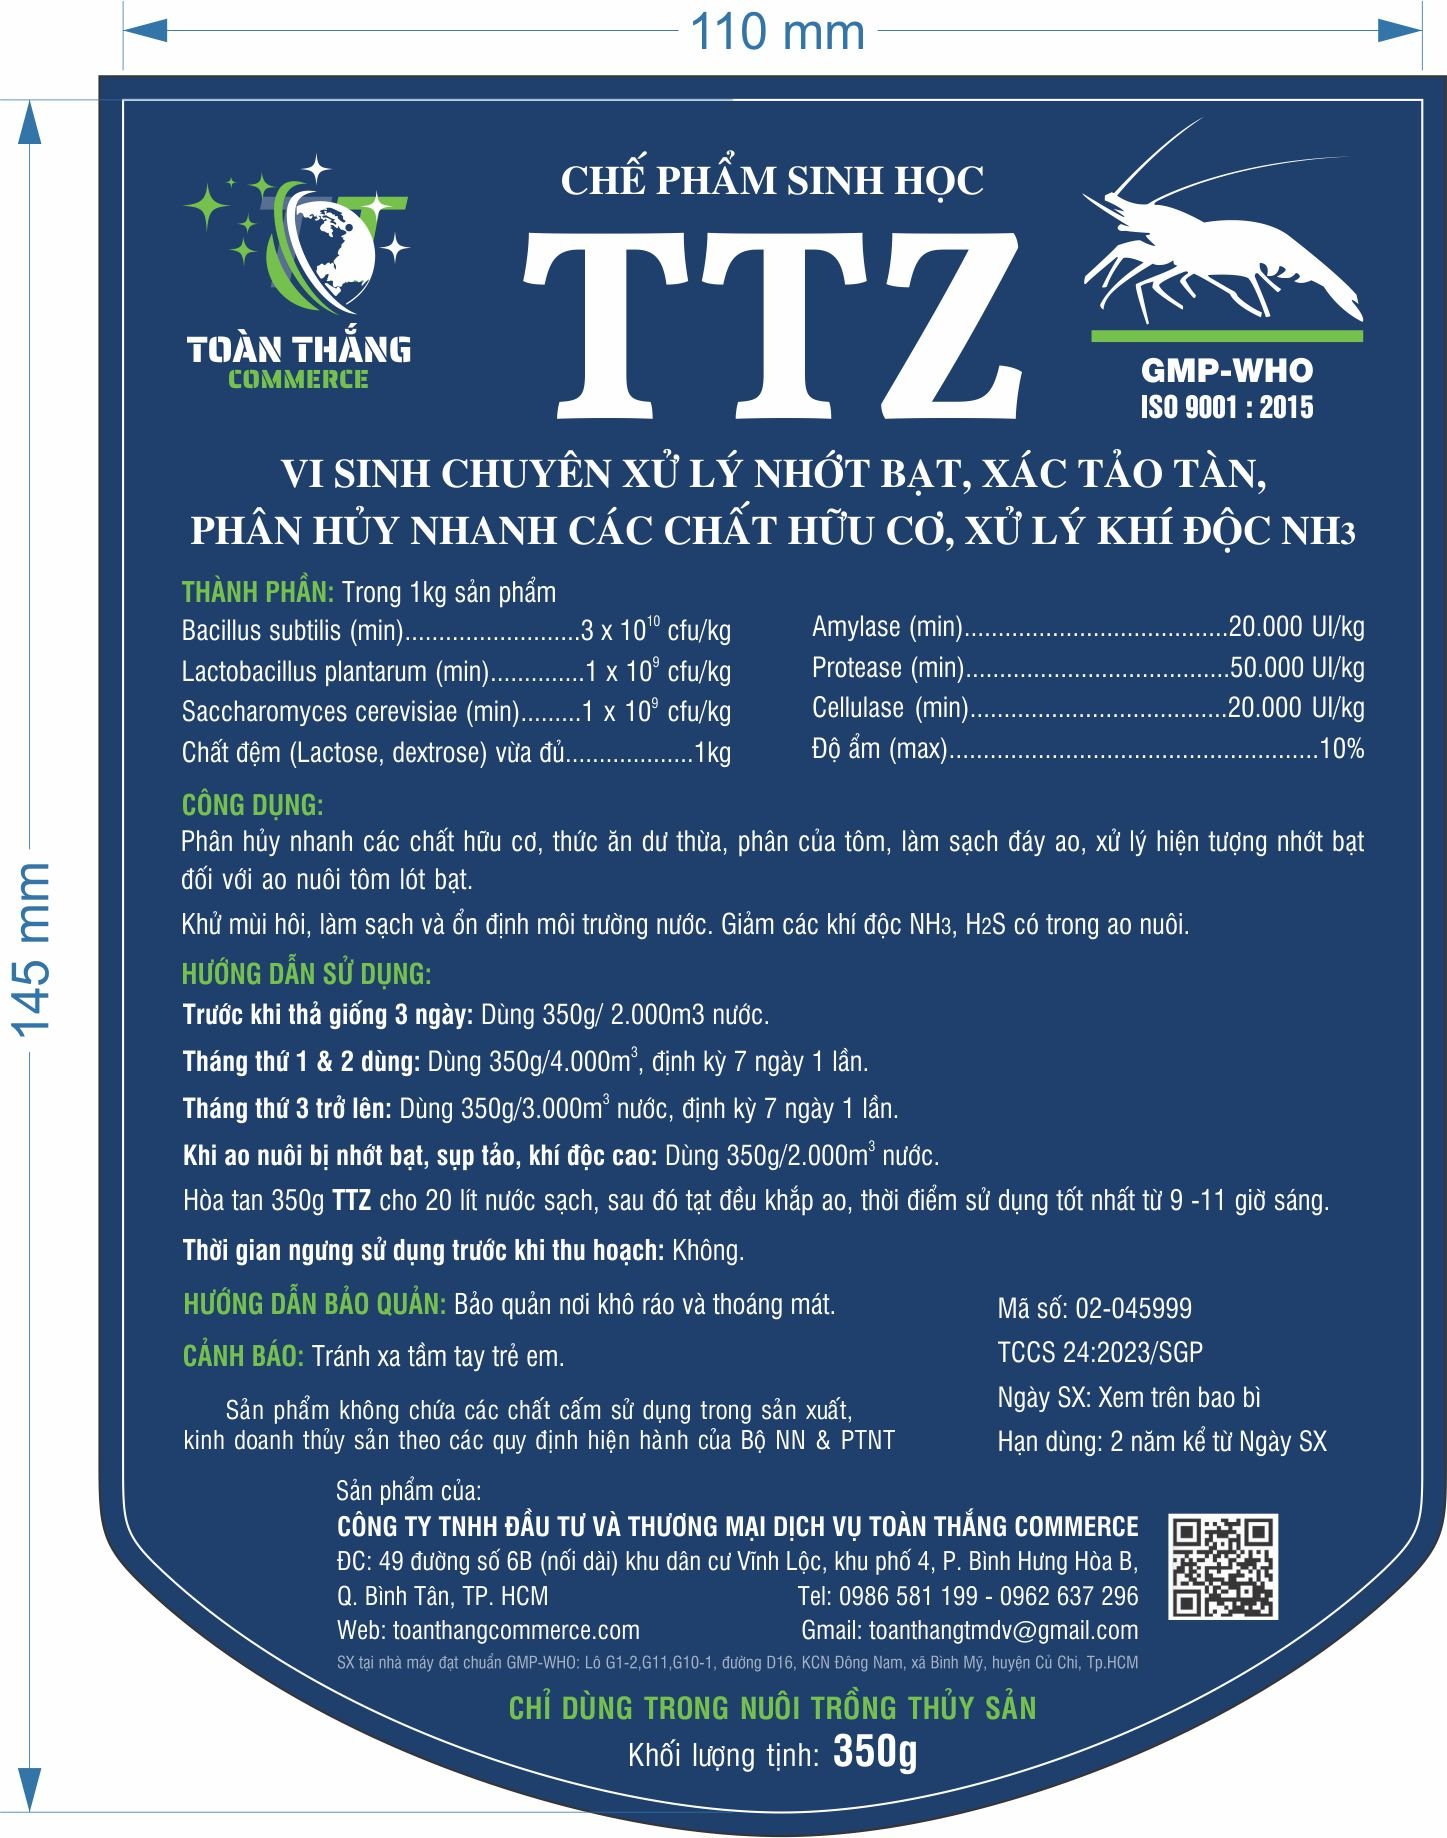 110 mm
145 mm
TOÀN THẮNG
COMMERCE
CHẾ PHẨM SINH HỌC
TTZ
GMP-WHO
ISO 9001 : 2015
VI SINH CHUYÊN XỬ LÝ NHỚT BẠT, XÁC TẢO TÀN,
PHÂN HỦY NHANH CÁC CHẤT HỮU CƠ, XỬ LÝ KHÍ ĐỘC NH3
THÀNH PHẦN: Trong 1kg sản phẩm
Bacillus subtilis (min)..........................3 x 10¹⁰ cfu/kg
Lactobacillus plantarum (min)..............1 x 10⁹ cfu/kg
Saccharomyces cerevisiae (min).........1 x 10⁹ cfu/kg
Chất đệm (Lactose, dextrose) vừa đủ...................1kg
Amylase (min).......................................20.000 UI/kg
Protease (min).......................................50.000 UI/kg
Cellulase (min)......................................20.000 UI/kg
Độ ẩm (max).......................................................10%
CÔNG DỤNG:
Phân hủy nhanh các chất hữu cơ, thức ăn dư thừa, phân của tôm, làm sạch đáy ao, xử lý hiện tượng nhớt bạt
đối với ao nuôi tôm lót bạt.
Khử mùi hôi, làm sạch và ổn định môi trường nước. Giảm các khí độc NH3, H2S có trong ao nuôi.
HƯỚNG DẪN SỬ DỤNG:
Trước khi thả giống 3 ngày: Dùng 350g/ 2.000m3 nước.
Tháng thứ 1 & 2 dùng: Dùng 350g/4.000m³, định kỳ 7 ngày 1 lần.
Tháng thứ 3 trở lên: Dùng 350g/3.000m³ nước, định kỳ 7 ngày 1 lần.
Khi ao nuôi bị nhớt bạt, sụp tảo, khí độc cao: Dùng 350g/2.000m³ nước.
Hòa tan 350g TTZ cho 20 lít nước sạch, sau đó tạt đều khắp ao, thời điểm sử dụng tốt nhất từ 9 -11 giờ sáng.
Thời gian ngưng sử dụng trước khi thu hoạch: Không.
HƯỚNG DẪN BẢO QUẢN: Bảo quản nơi khô ráo và thoáng mát.
CẢNH BÁO: Tránh xa tầm tay trẻ em.
Sản phẩm không chứa các chất cấm sử dụng trong sản xuất,
kinh doanh thủy sản theo các quy định hiện hành của Bộ NN & PTNT
Mã số: 02-045999
TCCS 24:2023/SGP
Ngày SX: Xem trên bao bì
Hạn dùng: 2 năm kể từ Ngày SX
Sản phẩm của:
CÔNG TY TNHH ĐẦU TƯ VÀ THƯƠNG MẠI DỊCH VỤ TOÀN THẮNG COMMERCE
ĐC: 49 đường số 6B (nối dài) khu dân cư Vĩnh Lộc, khu phố 4, P. Bình Hưng Hòa B,
Q. Bình Tân, TP. HCM Tel: 0986 581 199 - 0962 637 296
Web: toanthangcommerce.com Gmail: toanthangtmdv@gmail.com
SX tại nhà máy đạt chuẩn GMP-WHO: Lô G1-2,G11,G10-1, đường D16, KCN Đông Nam, xã Bình Mỹ, huyện Củ Chi, Tp.HCM
CHỈ DÙNG TRONG NUÔI TRỒNG THỦY SẢN
Khối lượng tịnh: 350g